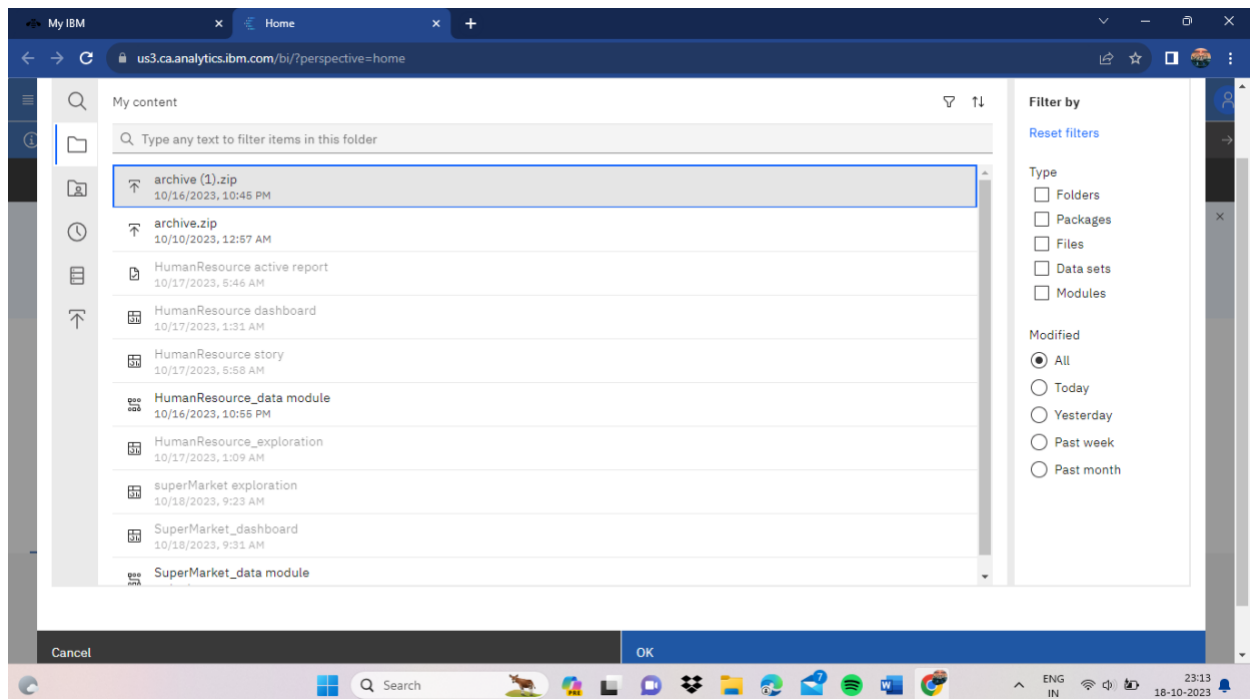 My IBM
Home
us3.ca.analytics.ibm.com/bi/?perspective=home
My content
Type any text to filter items in this folder
archive (1).zip
10/16/2023, 10:45 PM
archive.zip
10/10/2023, 12:57 AM
HumanResource active report
10/17/2023, 5:46 AM
HumanResource dashboard
10/17/2023, 1:31 AM
HumanResource story
10/17/2023, 5:58 AM
HumanResource_data module
10/16/2023, 10:55 PM
HumanResource_exploration
10/17/2023, 1:09 AM
superMarket exploration
10/18/2023, 9:23 AM
SuperMarket_dashboard
10/18/2023, 9:31 AM
SuperMarket_data module
Filter by
Reset filters
Type
Folders
Packages
Files
Data sets
Modules
Modified
All
Today
Yesterday
Past week
Past month
Cancel
OK
Search
PRE
7
W
ENG
IN
23:13
18-10-2023